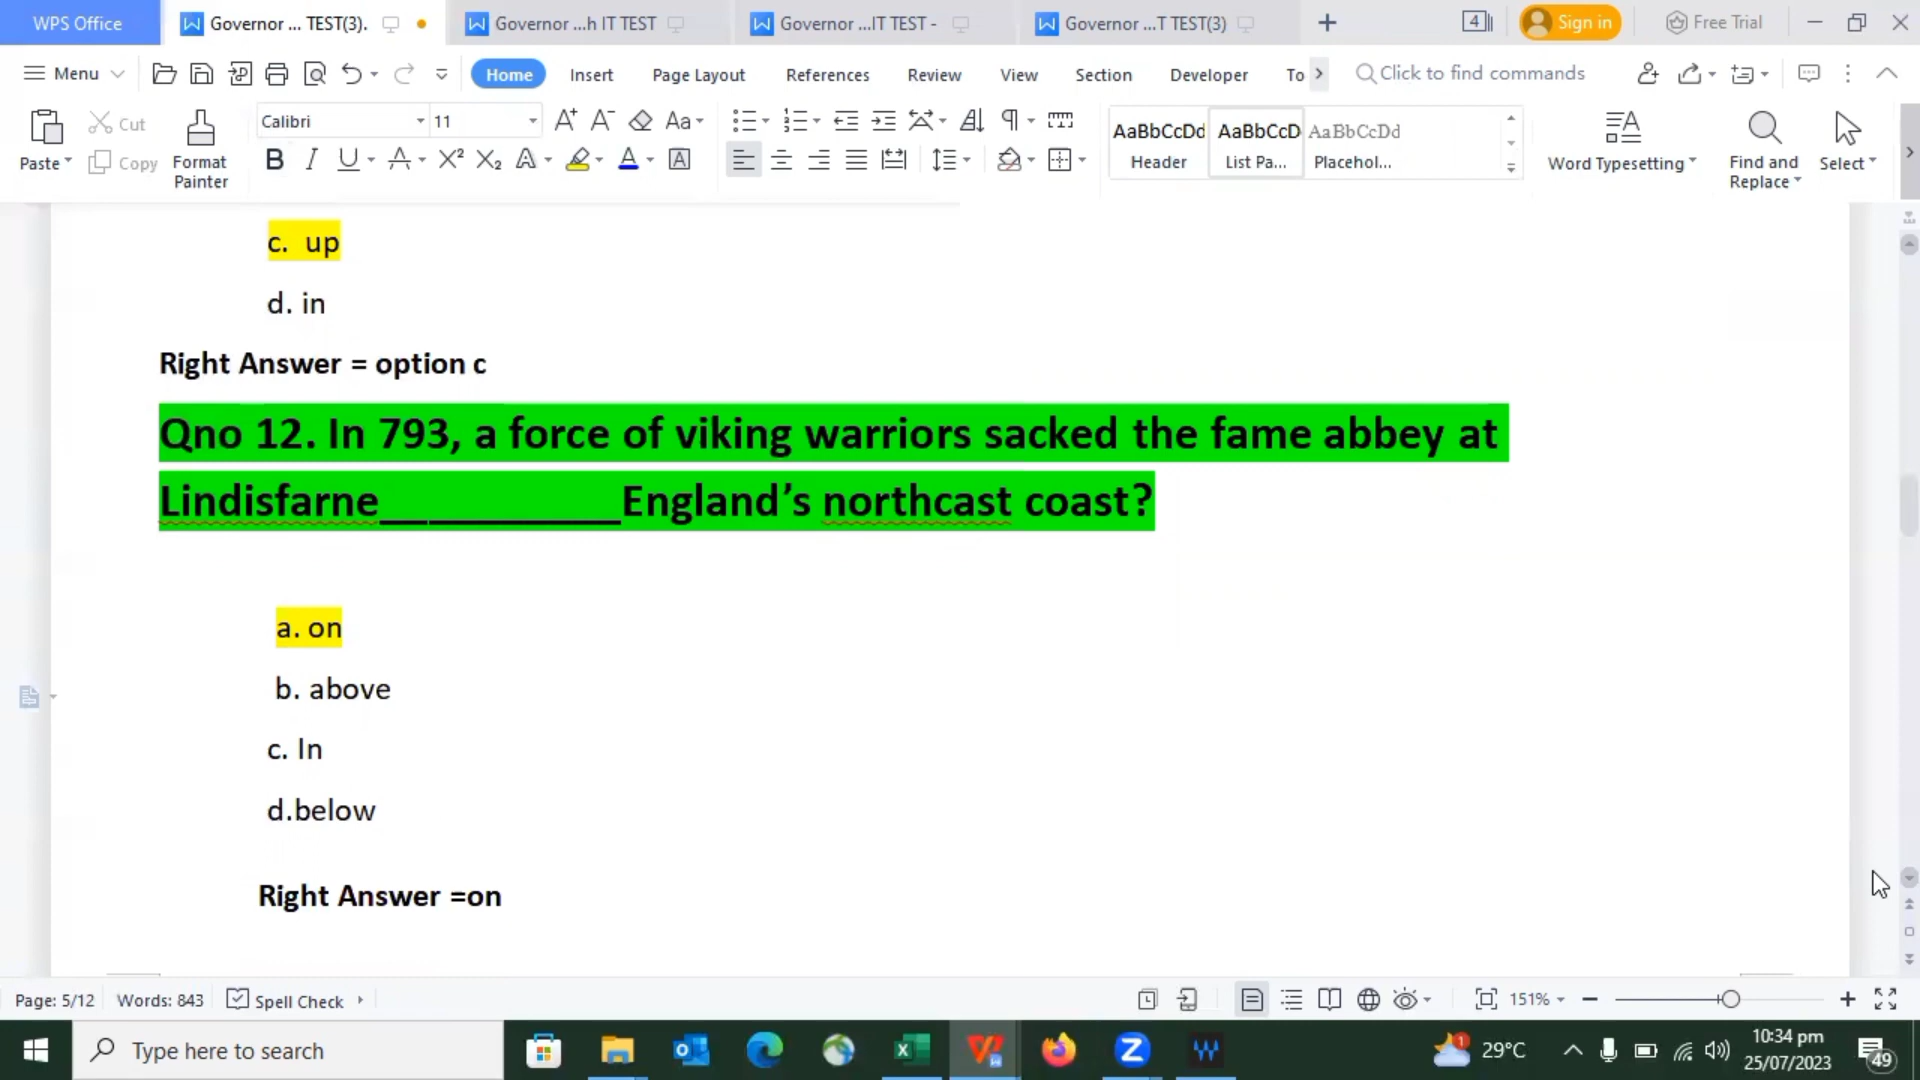 WPS Office
Governor ... TEST(3).
Governor ...h IT TEST
Governor ...IT TEST -
Governor ...T TEST(3)
4
Sign in
Free Trial
Menu
Home
Insert
Page Layout
References
Review
View
Section
Developer
To
Click to find commands
Paste
Cut
Copy
Format
Painter
Calibri
11
AaBbCcDd
Header
AaBbCcD
List Pa...
AaBbCcDd
Placehol...
Word Typesetting
Find and
Replace
Select
c. up
d. in
Right Answer = option c
Qno 12. In 793, a force of viking warriors sacked the fame abbey at
Lindisfarne__________England’s northcast coast?
a. on
b. above
c. In
d.below
Right Answer =on
Page: 5/12
Words: 843
Spell Check
151%
Type here to search
1
29°C
10:34 pm
25/07/2023
49